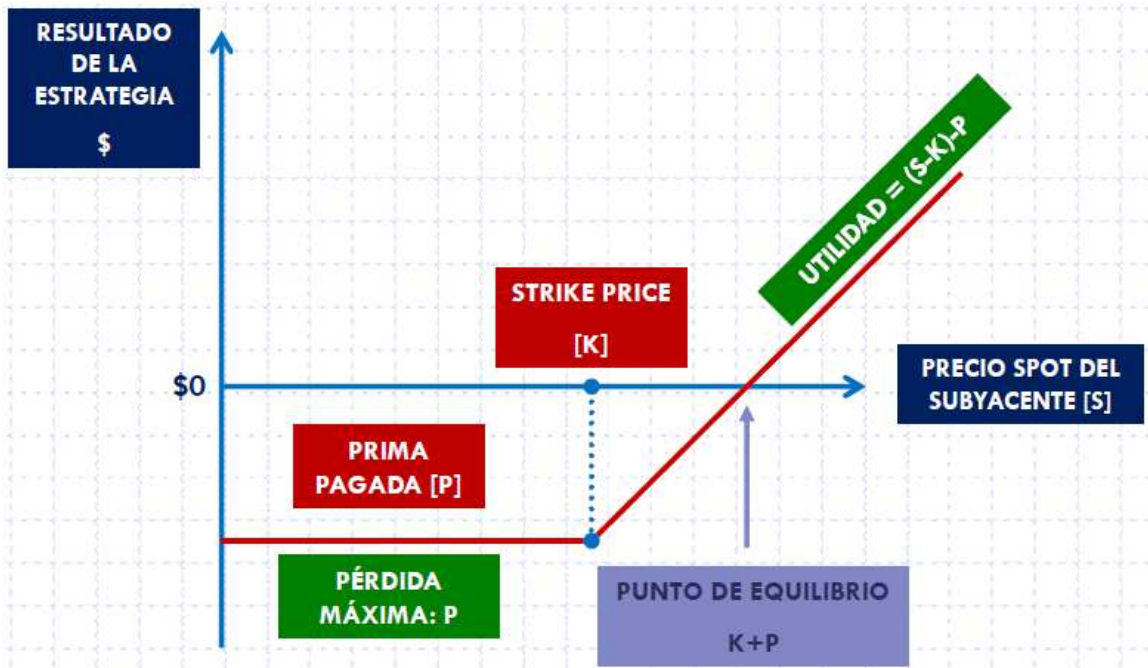 RESULTADO
DE LA
ESTRATEGIA
$
UTILIDAD = (S-K)-P
STRIKE PRICE
[K]
$0
PRECIO SPOT DEL
SUBYACENTE [S]
PRIMA
PAGADA [P]
PÉRDIDA
MÁXIMA: P
PUNTO DE EQUILIBRIO
K+P